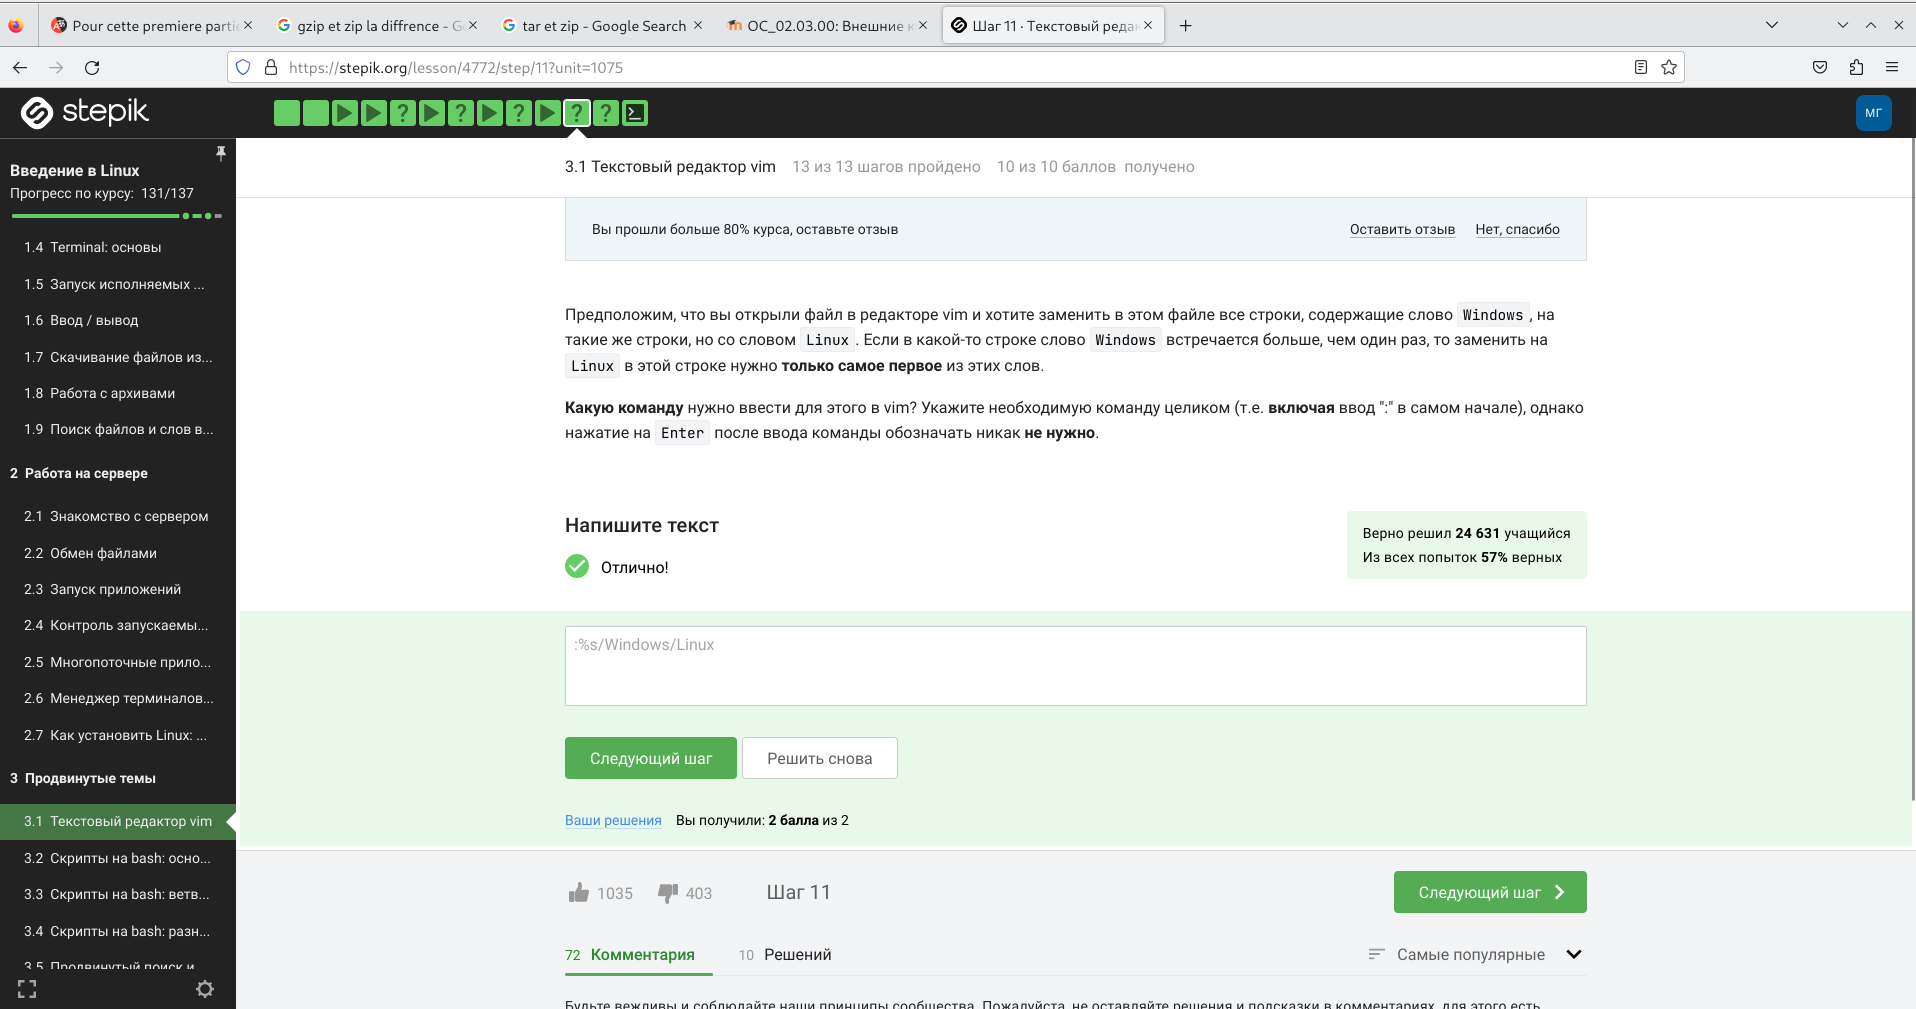 Pour cette premiere partie
gzip et zip la diffrence - Go
tar et zip - Google Search
ОС_02.03.00: Внешние к
Шаг 11 · Текстовый редак
https://stepik.org/lesson/4772/step/11?unit=1075
stepik
МГ
Введение в Linux
Прогресс по курсу: 131/137
1.4 Terminal: основы
1.5 Запуск исполняемых ...
1.6 Ввод / вывод
1.7 Скачивание файлов из...
1.8 Работа с архивами
1.9 Поиск файлов и слов в...
2 Работа на сервере
2.1 Знакомство с сервером
2.2 Обмен файлами
2.3 Запуск приложений
2.4 Контроль запускаемы...
2.5 Многопоточные прило...
2.6 Менеджер терминалов...
2.7 Как установить Linux: ...
3 Продвинутые темы
3.1 Текстовый редактор vim
3.2 Скрипты на bash: осно...
3.3 Скрипты на bash: ветв...
3.4 Скрипты на bash: разн...
3.5 Продвинутый поиск и
3.1 Текстовый редактор vim 13 из 13 шагов пройдено 10 из 10 баллов получено
Вы прошли больше 80% курса, оставьте отзыв Оставить отзыв Нет, спасибо
Предположим, что вы открыли файл в редакторе vim и хотите заменить в этом файле все строки, содержащие слово Windows, на
такие же строки, но со словом Linux. Если в какой-то строке слово Windows встречается больше, чем один раз, то заменить на
Linux в этой строке нужно только самое первое из этих слов.
Какую команду нужно ввести для этого в vim? Укажите необходимую команду целиком (т.е. включая ввод ":" в самом начале), однако
нажатие на Enter после ввода команды обозначать никак не нужно.
Напишите текст
Отлично!
Верно решил 24 631 учащийся
Из всех попыток 57% верных
:%s/Windows/Linux
Следующий шаг
Решить снова
Ваши решения Вы получили: 2 балла из 2
1035 403 Шаг 11
Следующий шаг
72 Комментария 10 Решений
Самые популярные
Будьте вежливы и соблюдайте наши принципы сообщества. Пожалуйста, не оставляйте решения и подсказки в комментариях, для этого есть